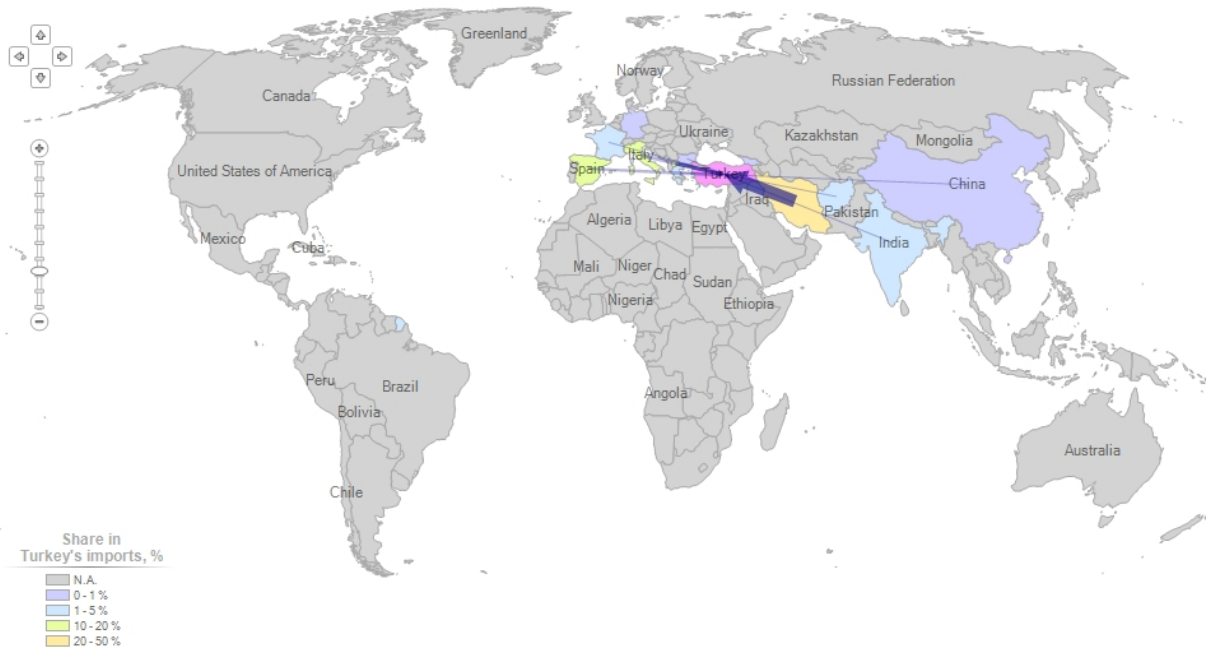 Greenland
Norway
Russian Federation
Canada
Ukraine
Kazakhstan
Mongolia
Italy
United States of America
Spain
Turkey
China
Iraq
Pakistan
Mexico
Cuba
Algeria
Libya
Egypt
India
Mali
Niger
Chad
Sudan
Nigeria
Ethiopia
Peru
Brazil
Angola
Bolivia
Australia
Chile
Share in
Turkey's imports, %
N.A.
0 - 1 %
1 - 5 %
10 - 20 %
20 - 50 %